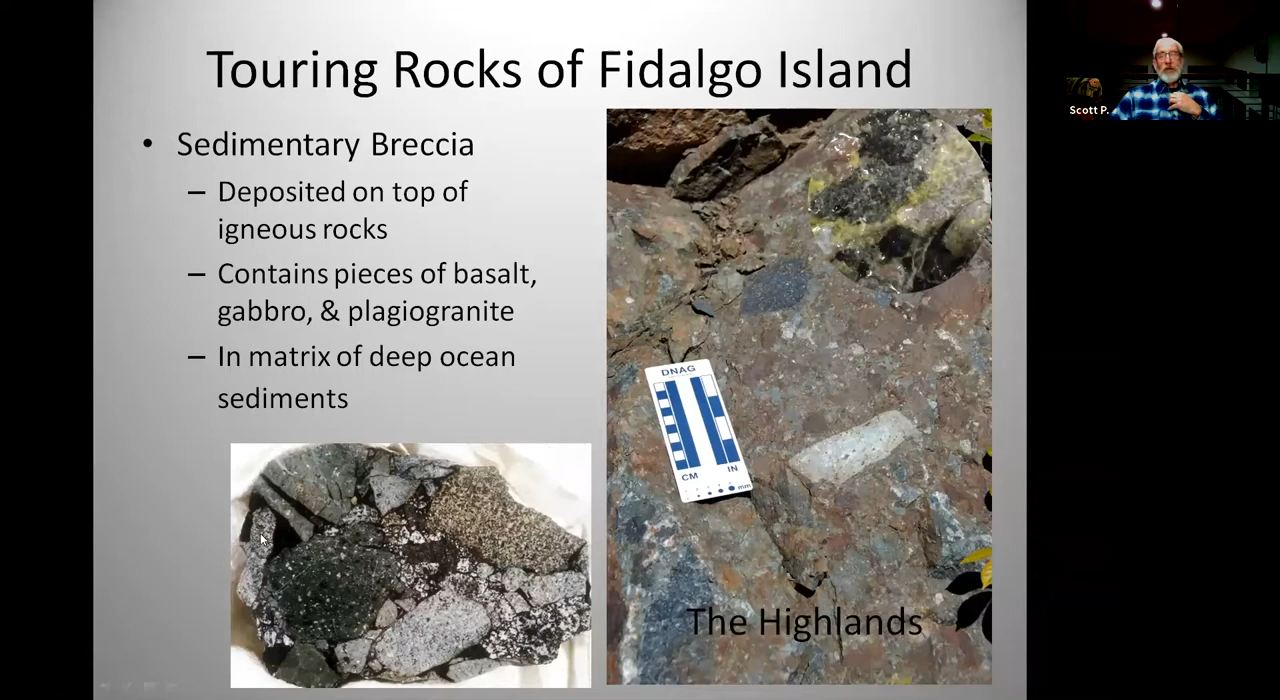 Touring Rocks of Fidalgo Island
• Sedimentary Breccia
– Deposited on top of
igneous rocks
– Contains pieces of basalt,
gabbro, & plagiogranite
– In matrix of deep ocean
sediments
DNAG
CM IN
mm
The Highlands
Scott P.